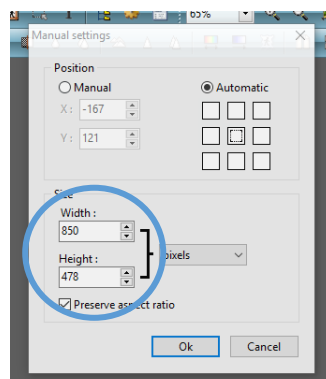 65%
Manual settings
Position
Manual
Automatic
X: -167
Y: 121
Size
Width :
850
Height :
pixels
478
Preserve aspect ratio
Ok
Cancel